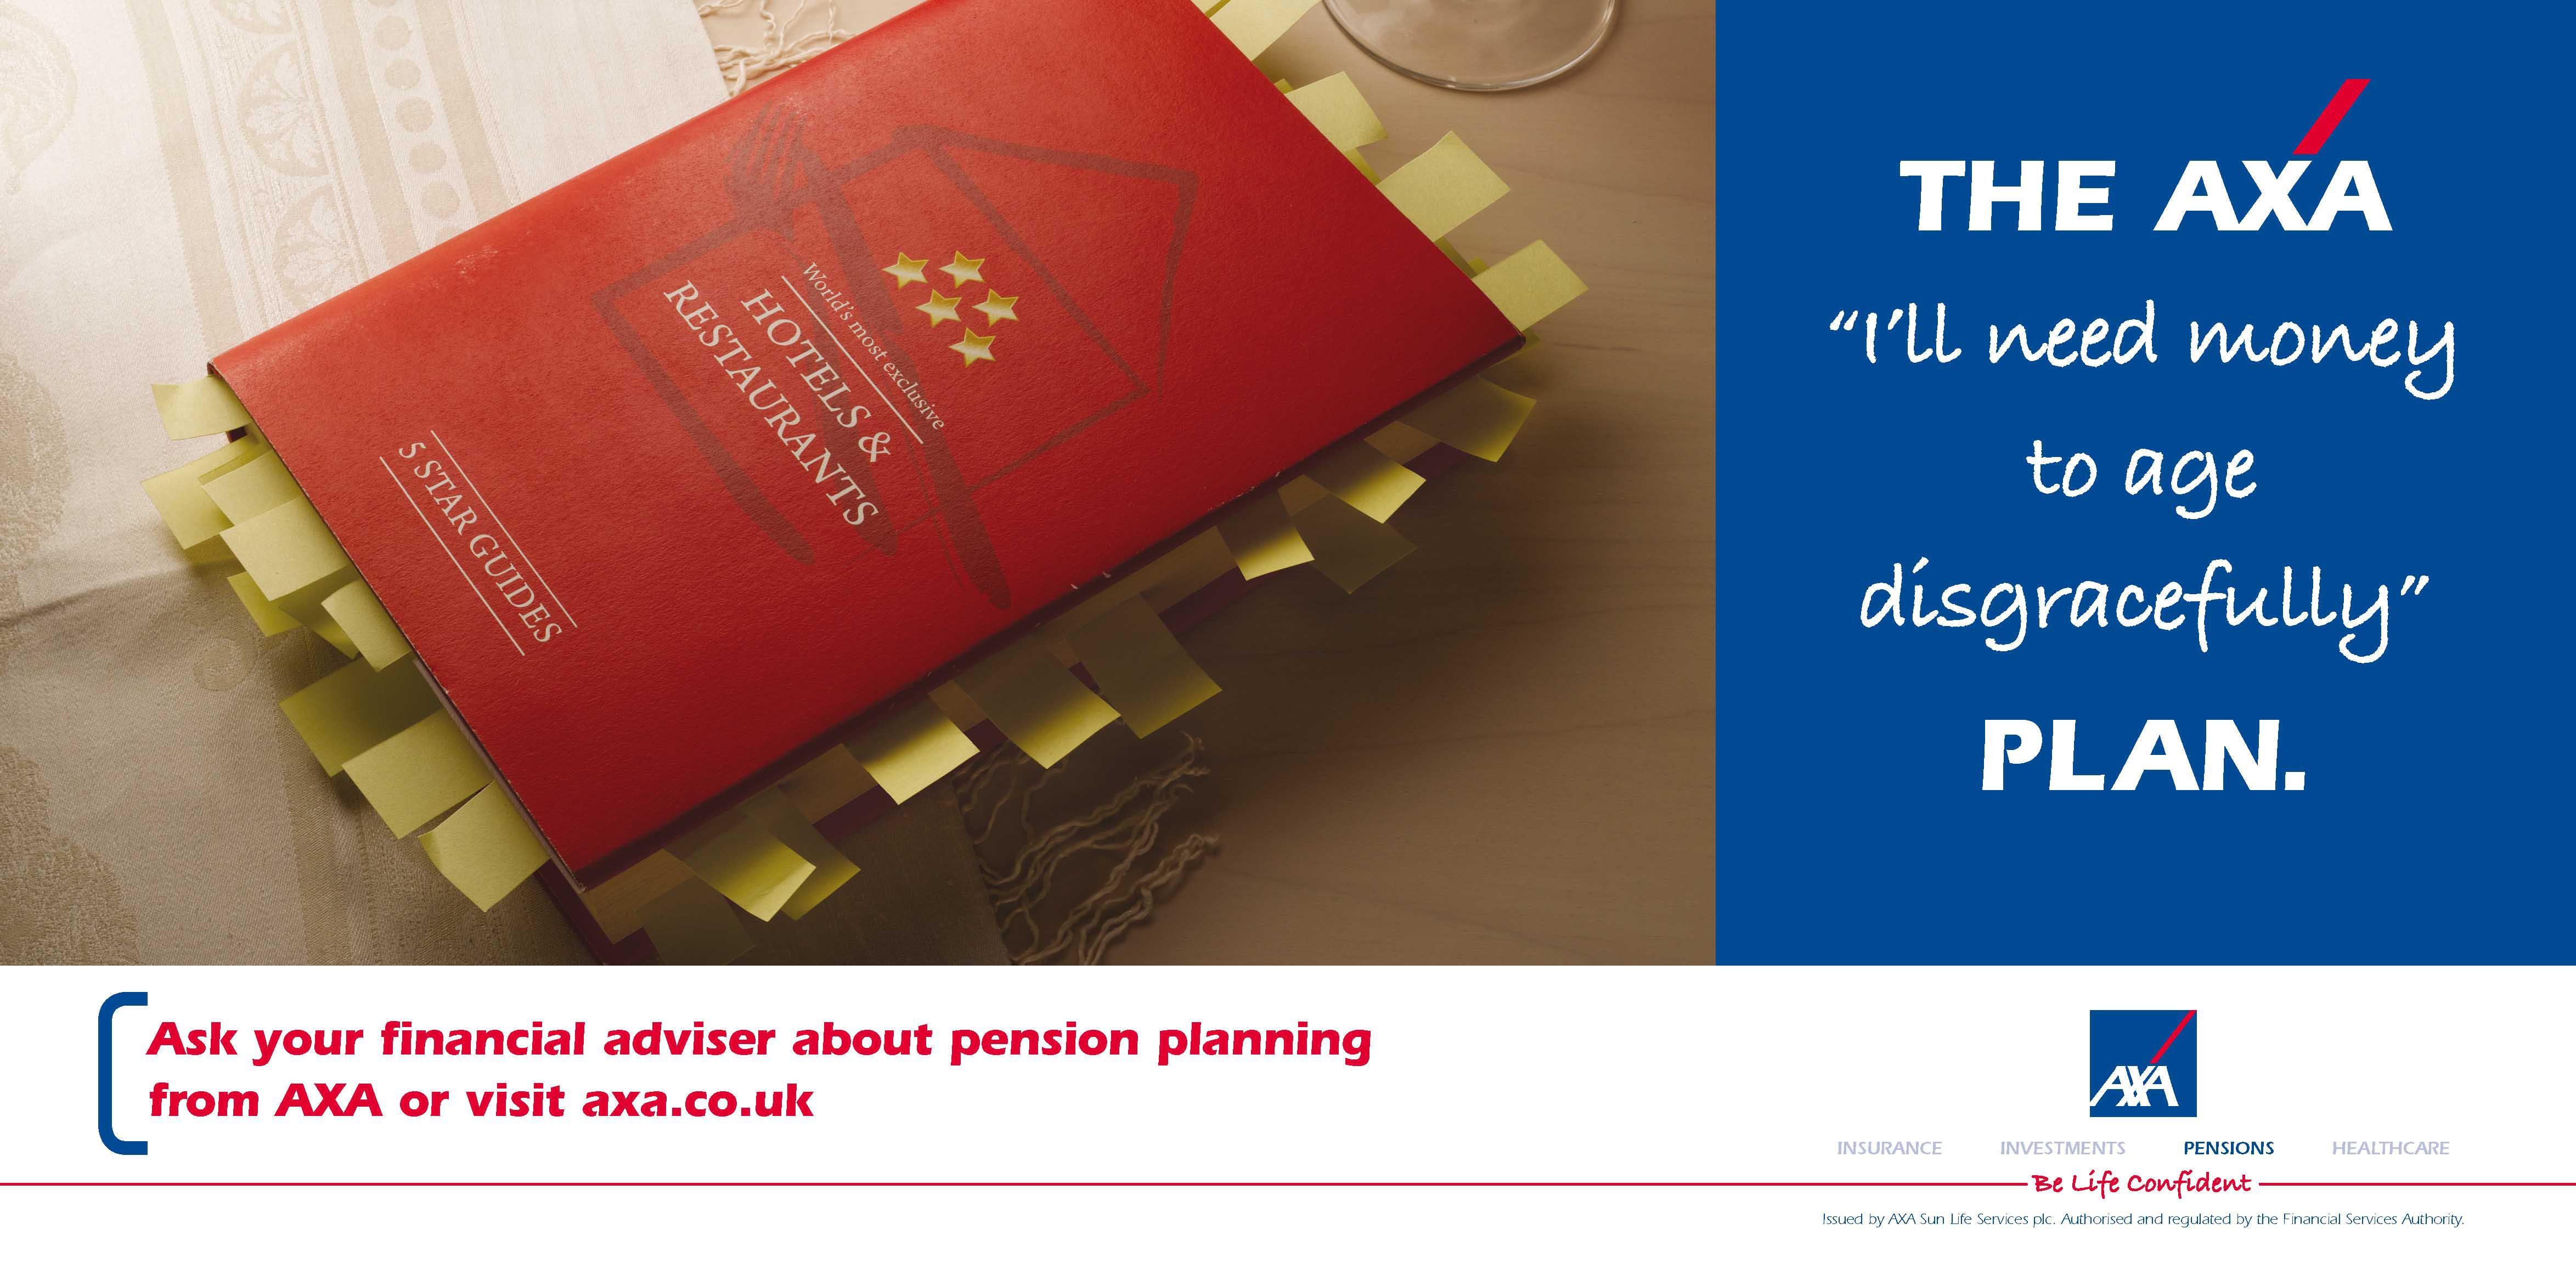 World's most exclusive
HOTELS &
RESTAURANTS
5 STAR GUIDES
THE AXA
“I’ll need money
to age
disgracefully”
PLAN.
Ask your financial adviser about pension planning
from AXA or visit axa.co.uk
AXA
INSURANCE INVESTMENTS PENSIONS HEALTHCARE
Be Life Confident
Issued by AXA Sun Life Services plc. Authorised and regulated by the Financial Services Authority.